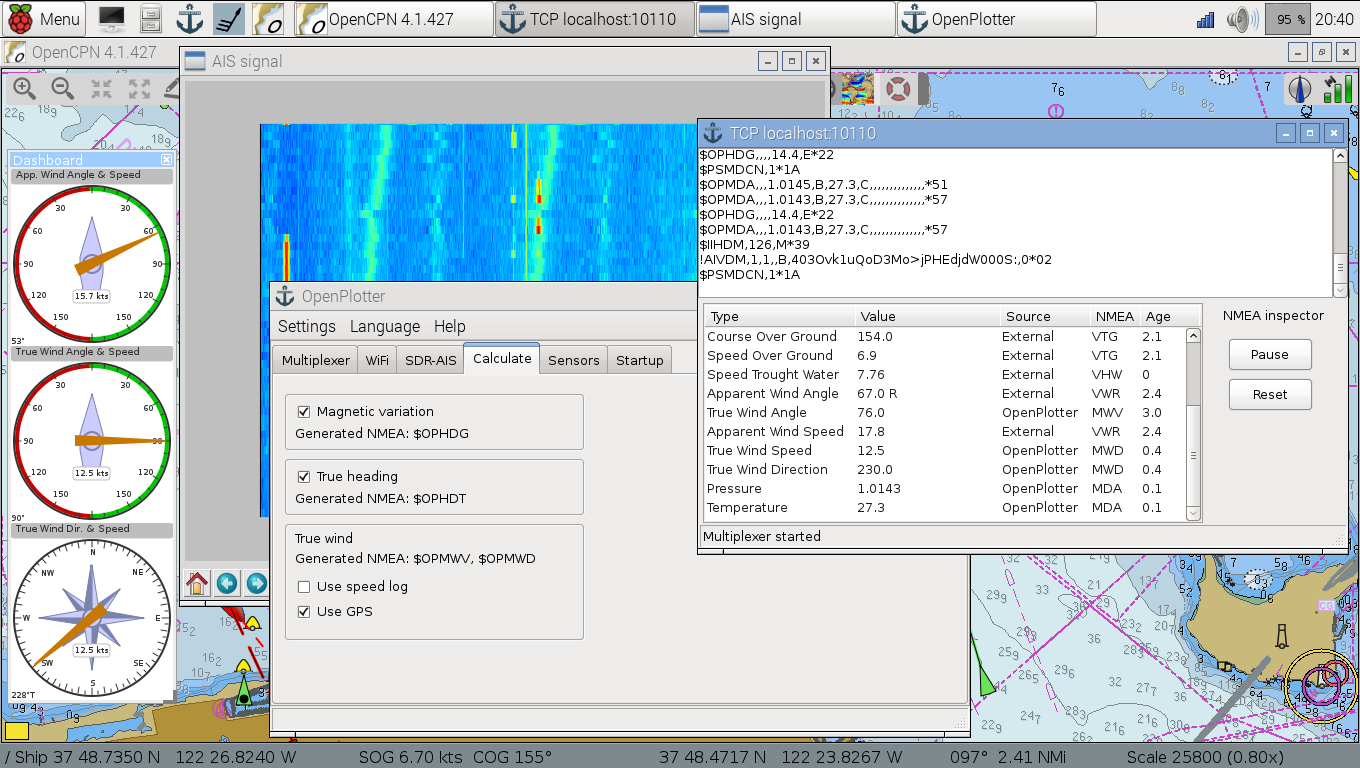 Menu
OpenCPN 4.1.427
TCP localhost:10110
AIS signal
OpenPlotter
95 %
20:40
OpenCPN 4.1.427
AIS signal
Dashboard
App. Wind Angle & Speed
30
30
60
60
90
90
120
120
150
150
15.7 kts
53°
True Wind Angle & Speed
30
30
60
60
90
90
120
120
150
150
12.5 kts
90°
True Wind Dir. & Speed
N
NW
NE
W
E
SW
SE
S
12.5 kts
228°T
TCP localhost:10110
$OPHDG,,,,14.4,E*22
$PSMDCN,1*1A
$OPMDA,,,1.0145,B,27.3,C,,,,,,,,,,,,,,*51
$OPMDA,,,1.0143,B,27.3,C,,,,,,,,,,,,,,*57
$OPHDG,,,,14.4,E*22
$OPMDA,,,1.0143,B,27.3,C,,,,,,,,,,,,,,*57
$IIHDM,126,M*39
!AIVDM,1,1,,B,403Ovk1uQoD3Mo>jPHEdjdW000S:,0*02
$PSMDCN,1*1A
Type Value Source NMEA Age
Course Over Ground 154.0 External VTG 2.1
Speed Over Ground 6.9 External VTG 2.1
Speed Trought Water 7.76 External VHW 0
Apparent Wind Angle 67.0 R External VWR 2.4
True Wind Angle 76.0 OpenPlotter MWV 3.0
Apparent Wind Speed 17.8 External VWR 2.4
True Wind Speed 12.5 OpenPlotter MWD 0.4
True Wind Direction 230.0 OpenPlotter MWD 0.4
Pressure 1.0143 OpenPlotter MDA 0.1
Temperature 27.3 OpenPlotter MDA 0.1
NMEA inspector
Pause
Reset
Multiplexer started
OpenPlotter
Settings Language Help
Multiplexer WiFi SDR-AIS Calculate Sensors Startup
Magnetic variation
Generated NMEA: $OPHDG
True heading
Generated NMEA: $OPHDT
True wind
Generated NMEA: $OPMWV, $OPMWD
Use speed log
Use GPS
/ Ship 37 48.7350 N 122 26.8240 W SOG 6.70 kts COG 155° 37 48.4717 N 122 23.8267 W 097° 2.41 NMi Scale 25800 (0.80x)